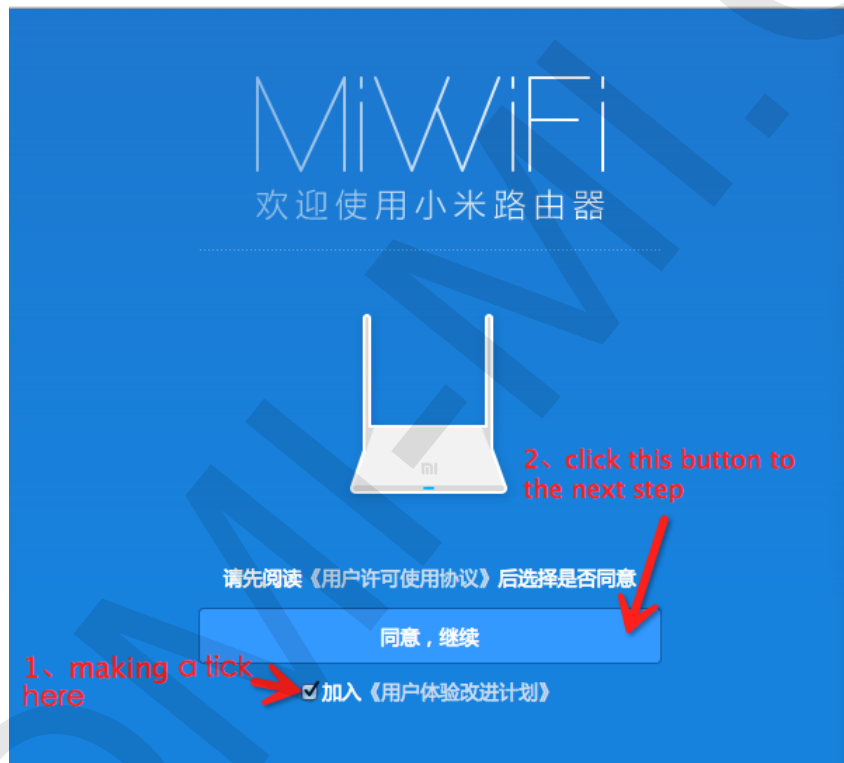 MiWiFi
欢迎使用小米路由器
MI
2、click this button to
the next step
请先阅读《用户许可使用协议》后选择是否同意
同意，继续
1、making a tick
here
加入《用户体验改进计划》